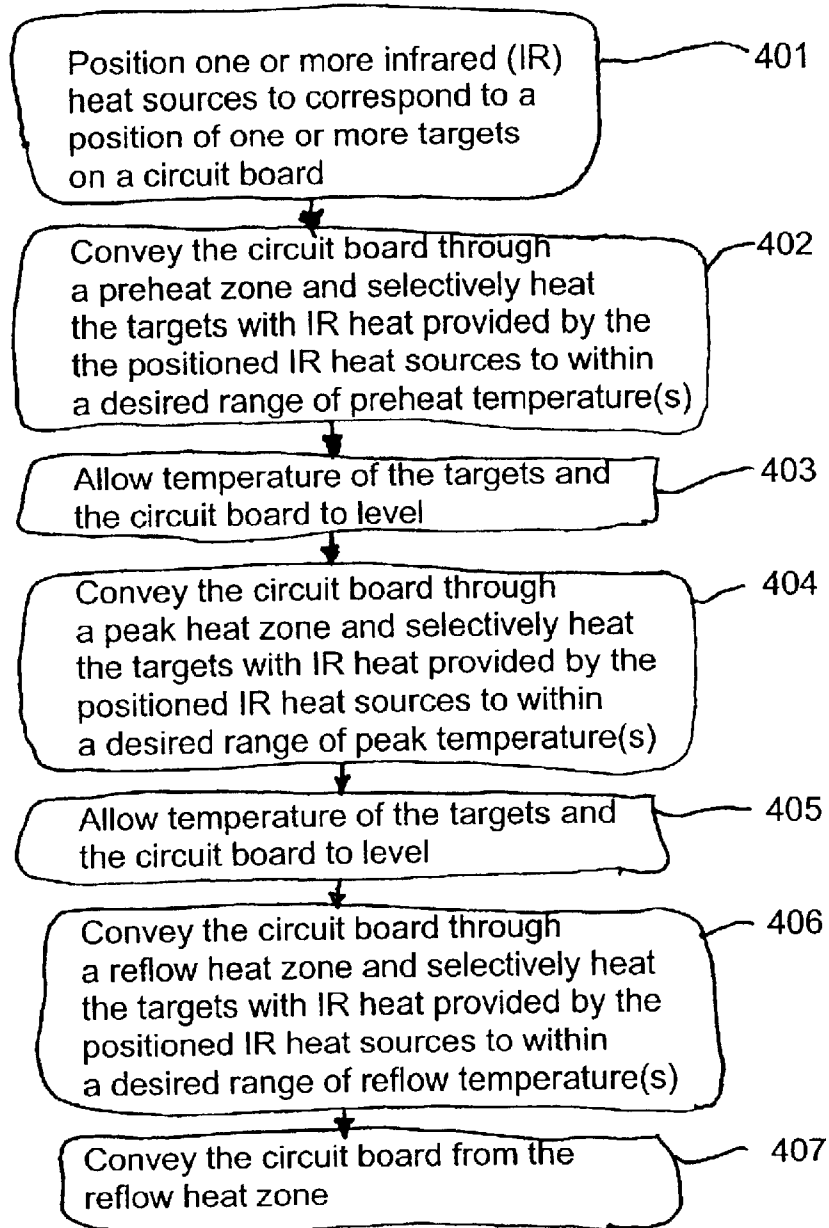 Position one or more infrared (IR)
heat sources to correspond to a
position of one or more targets
on a circuit board
401
Convey the circuit board through
a preheat zone and selectively heat
the targets with IR heat provided by the
the positioned IR heat sources to within
a desired range of preheat temperature(s)
402
Allow temperature of the targets and
the circuit board to level
403
Convey the circuit board through
a peak heat zone and selectively heat
the targets with IR heat provided by the
positioned IR heat sources to within
a desired range of peak temperature(s)
404
Allow temperature of the targets and
the circuit board to level
405
Convey the circuit board through
a reflow heat zone and selectively heat
the targets with IR heat provided by the
positioned IR heat sources to within
a desired range of reflow temperature(s)
406
Convey the circuit board from the
reflow heat zone
407